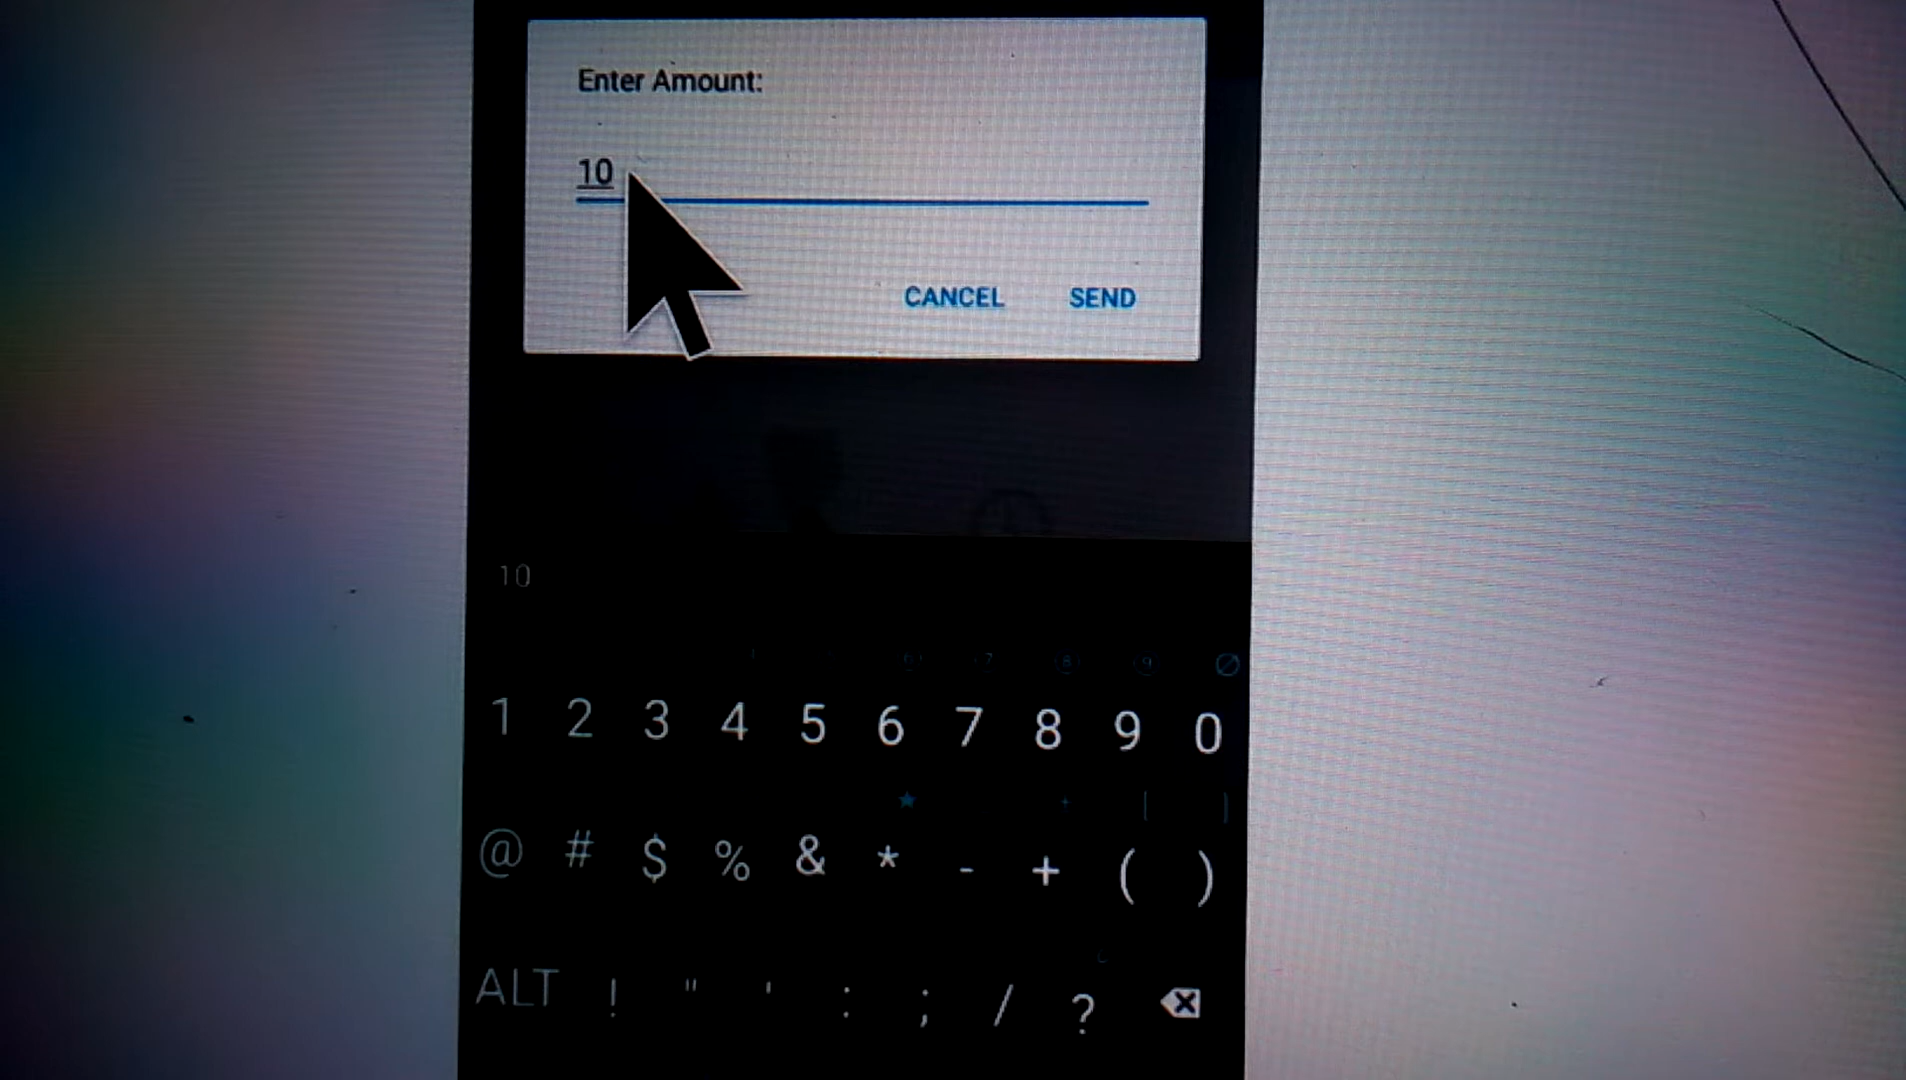 Enter Amount:
10
CANCEL SEND
10
1 2 3 4 5 6 7 8 9 0
@ # $ % & * - + ( )
ALT ! " ' : ; / ?